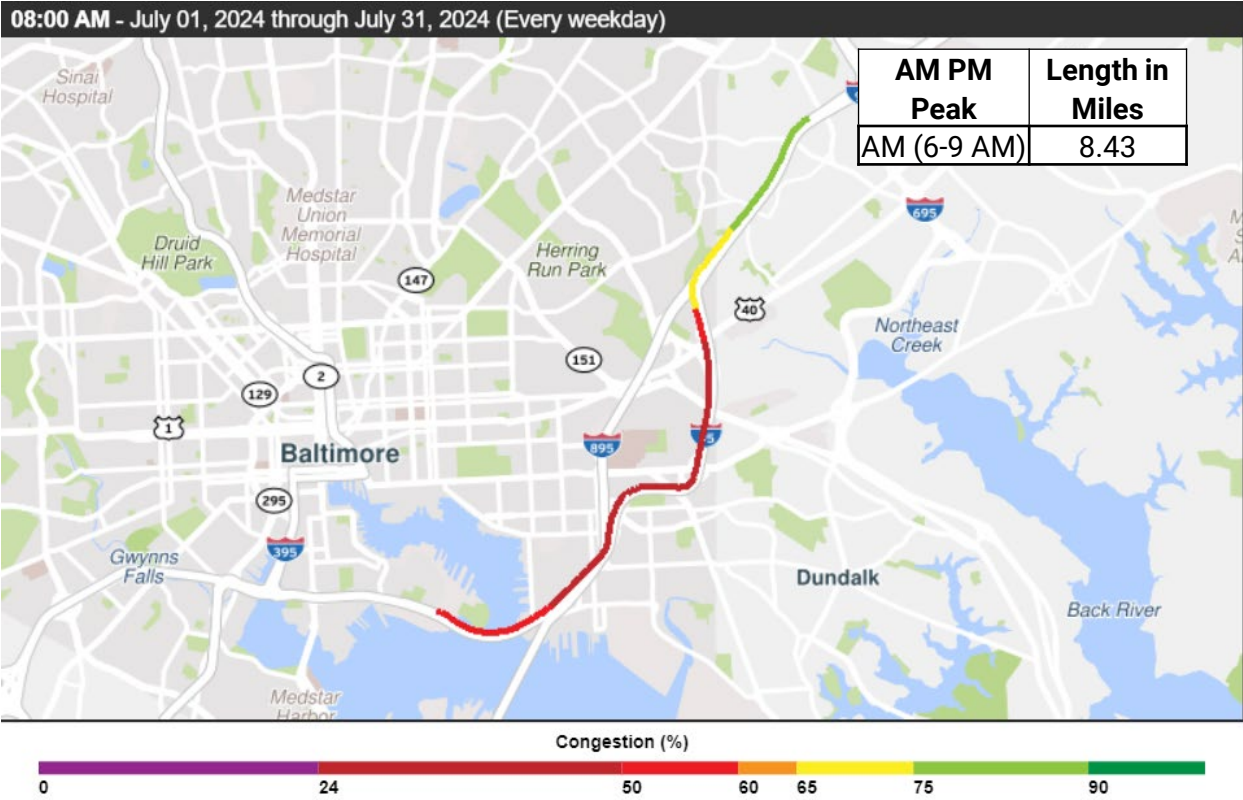 08:00 AM - July 01, 2024 through July 31, 2024 (Every weekday)
AM PM Peak
Length in Miles
AM (6-9 AM)
8.43
Sinai
Hospital
Medstar
Union
Memorial
Hospital
Druid
Hill Park
Herring
Run Park
695
147
40
Northeast
Creek
151
2
129
1
895
Baltimore
295
395
Gwynns
Falls
Dundalk
Back River
Medstar
Harbor
Congestion (%)
0 24 50 60 65 75 90